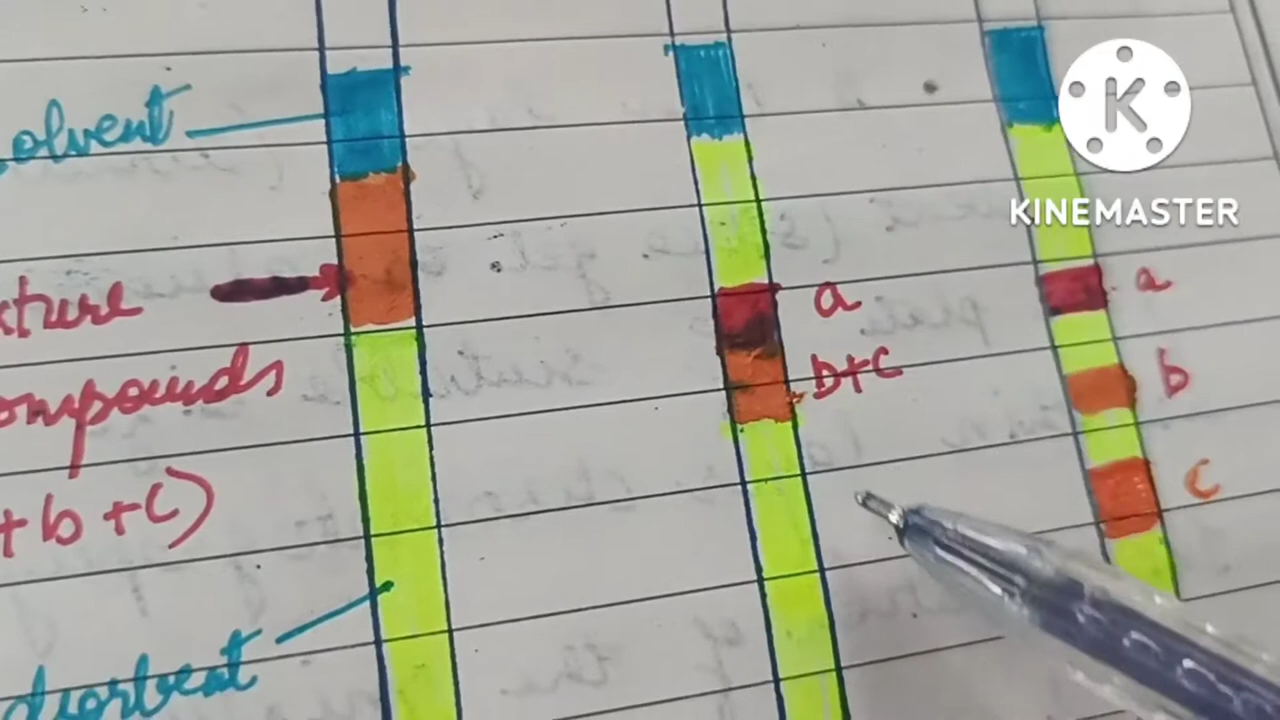 olvent
xture
ompounds
+b+c)
dsorbent
a
b+c
a
b
c
K
KINEMASTER